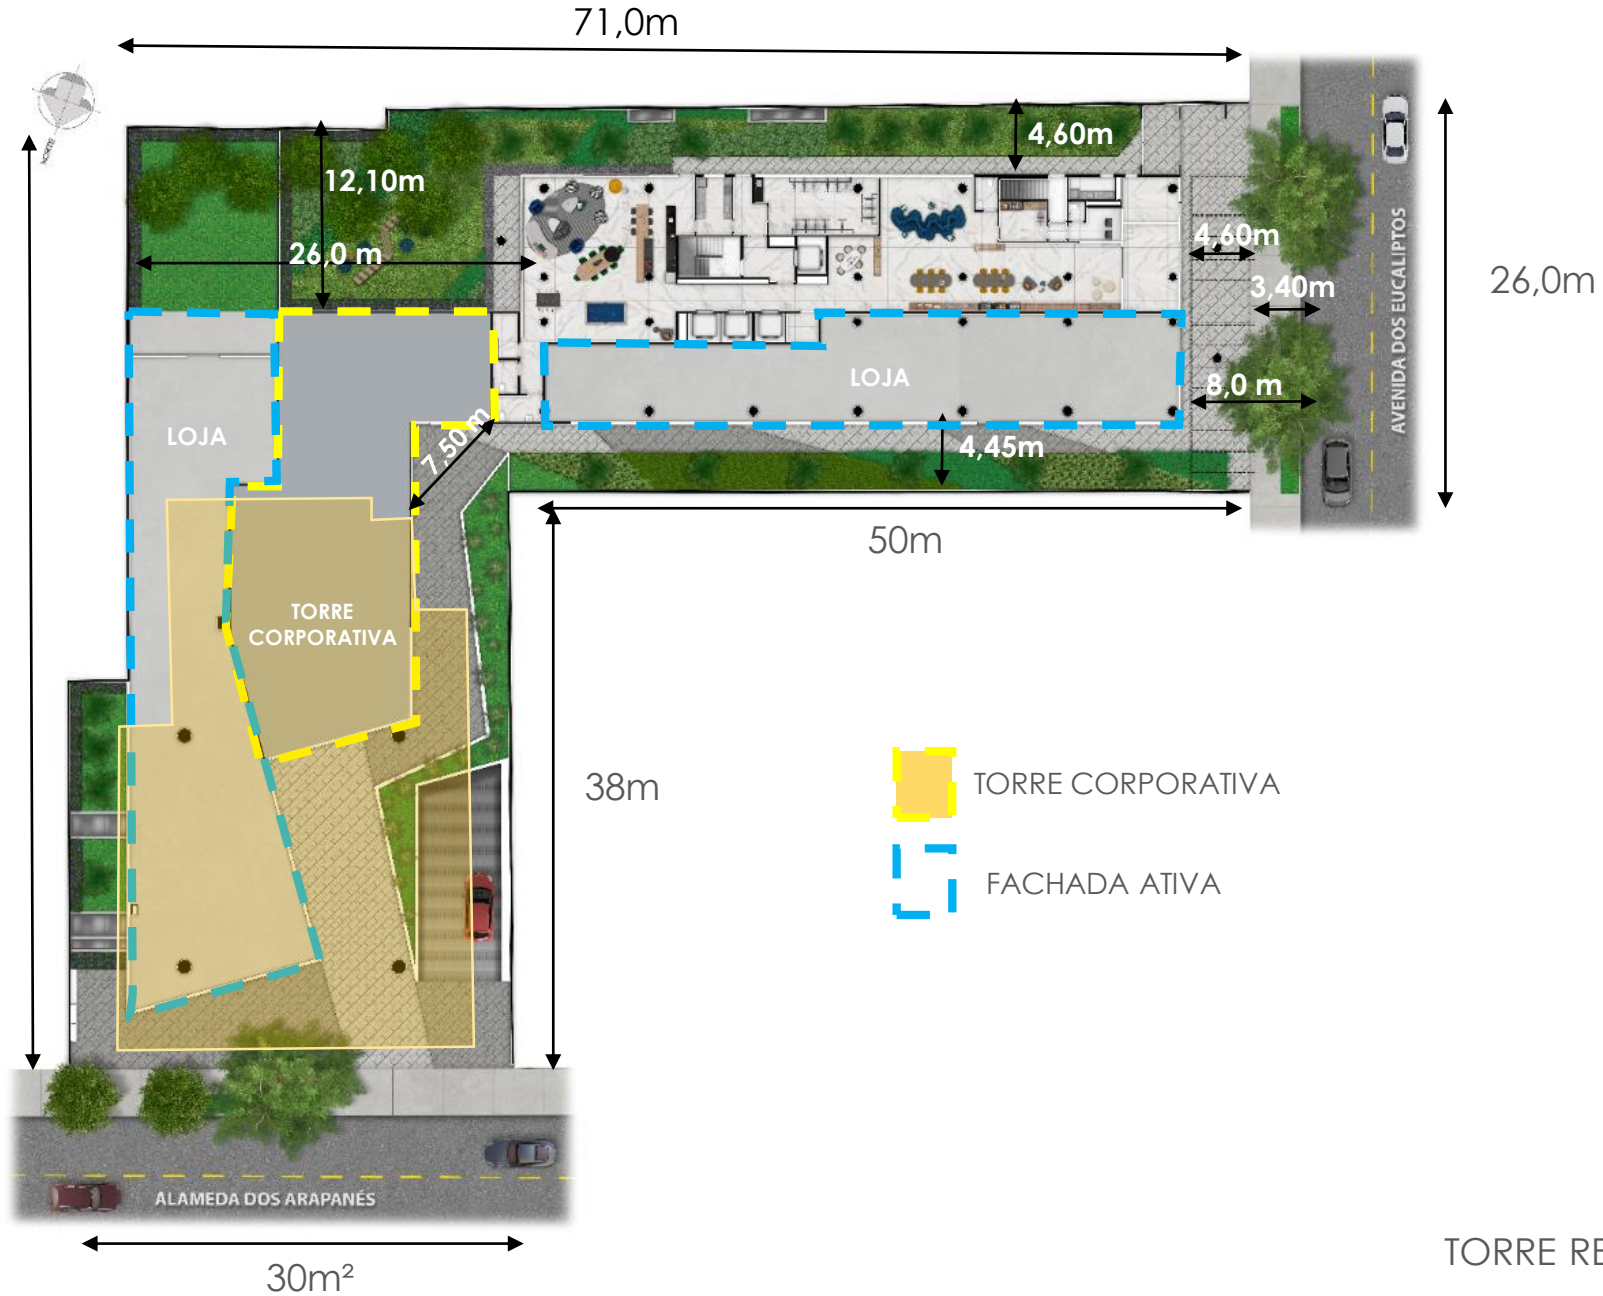 71,0m
NORTE
4,60m
12,10m
26,0 m
4,60m
26,0m
3,40m
AVENIDA DOS EUCALIPTOS
LOJA
8,0 m
LOJA
7,50 m
4,45m
50m
TORRE
CORPORATIVA
38m
TORRE CORPORATIVA
FACHADA ATIVA
ALAMEDA DOS ARAPANÉS
30m²
TORRE RE